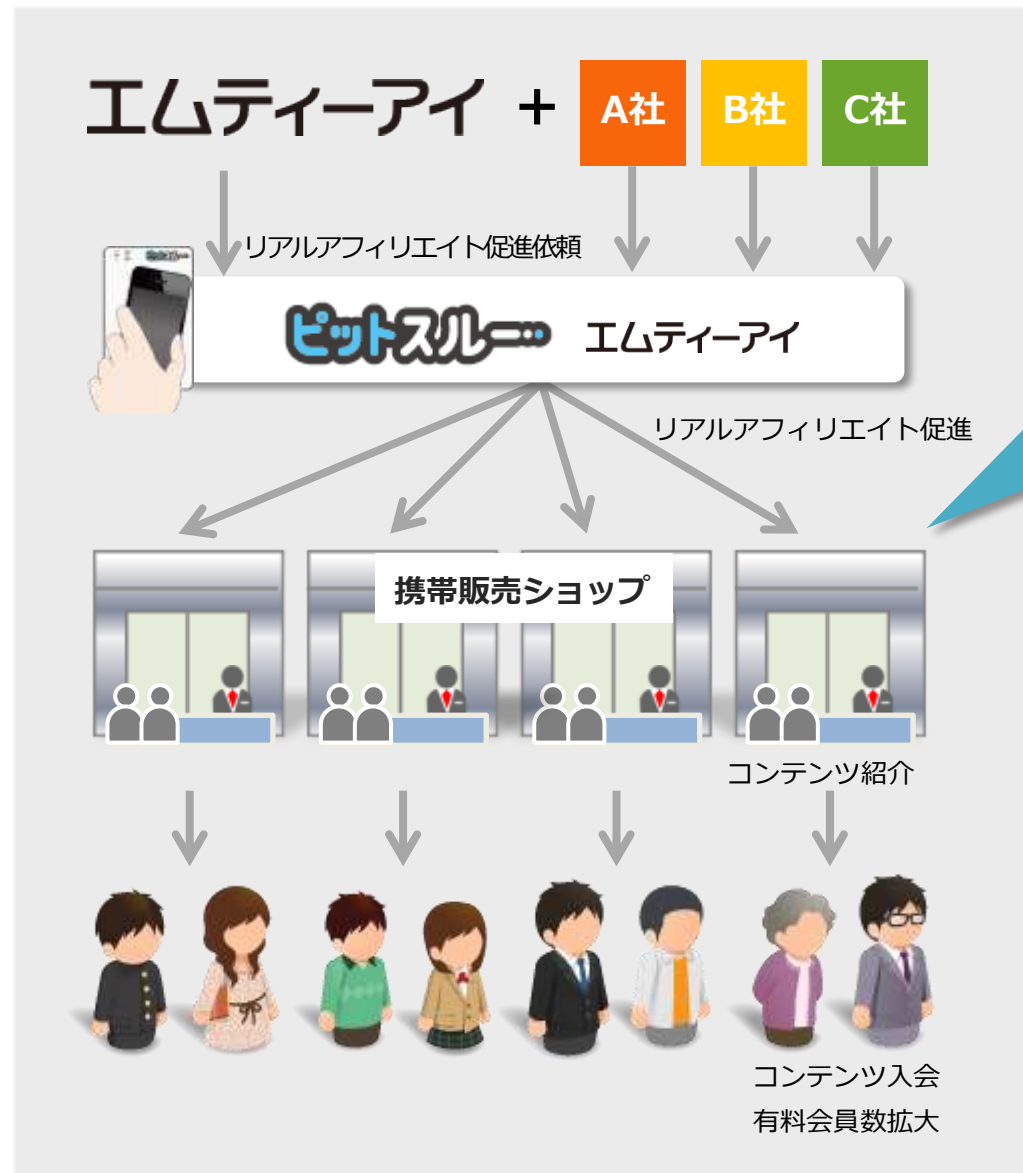 エムティーアイ + A社 B社 C社
リアルアフィリエイト促進依頼
ピットスルー エムティーアイ
リアルアフィリエイト促進
携帯販売ショップ
コンテンツ紹介
コンテンツ入会
有料会員数拡大